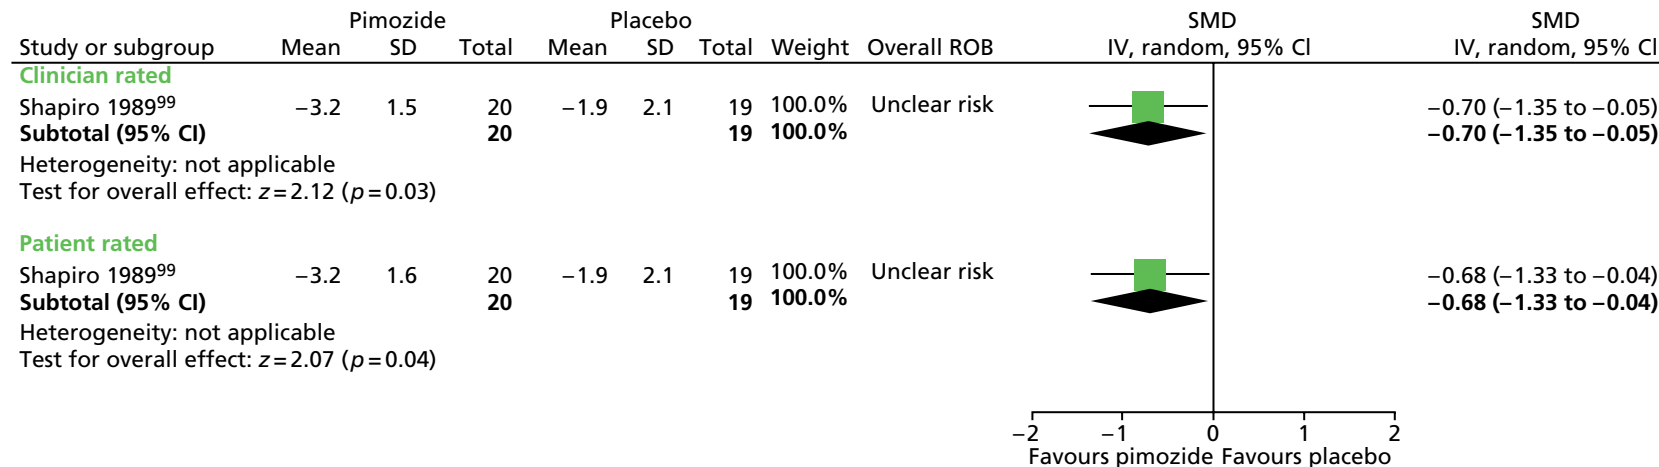 Pimozide Placebo SMD SMD
Study or subgroup Mean SD Total Mean SD Total Weight Overall ROB IV, random, 95% CI IV, random, 95% CI
Clinician rated
Shapiro 1989⁹⁹ −3.2 1.5 20 −1.9 2.1 19 100.0% Unclear risk −0.70 (−1.35 to −0.05)
Subtotal (95% CI) 20 19 100.0% −0.70 (−1.35 to −0.05)
Heterogeneity: not applicable
Test for overall effect: z=2.12 (p=0.03)
Patient rated
Shapiro 1989⁹⁹ −3.2 1.6 20 −1.9 2.1 19 100.0% Unclear risk −0.68 (−1.33 to −0.04)
Subtotal (95% CI) 20 19 100.0% −0.68 (−1.33 to −0.04)
Heterogeneity: not applicable
Test for overall effect: z=2.07 (p=0.04)
−2 −1 0 1 2
Favours pimozide Favours placebo